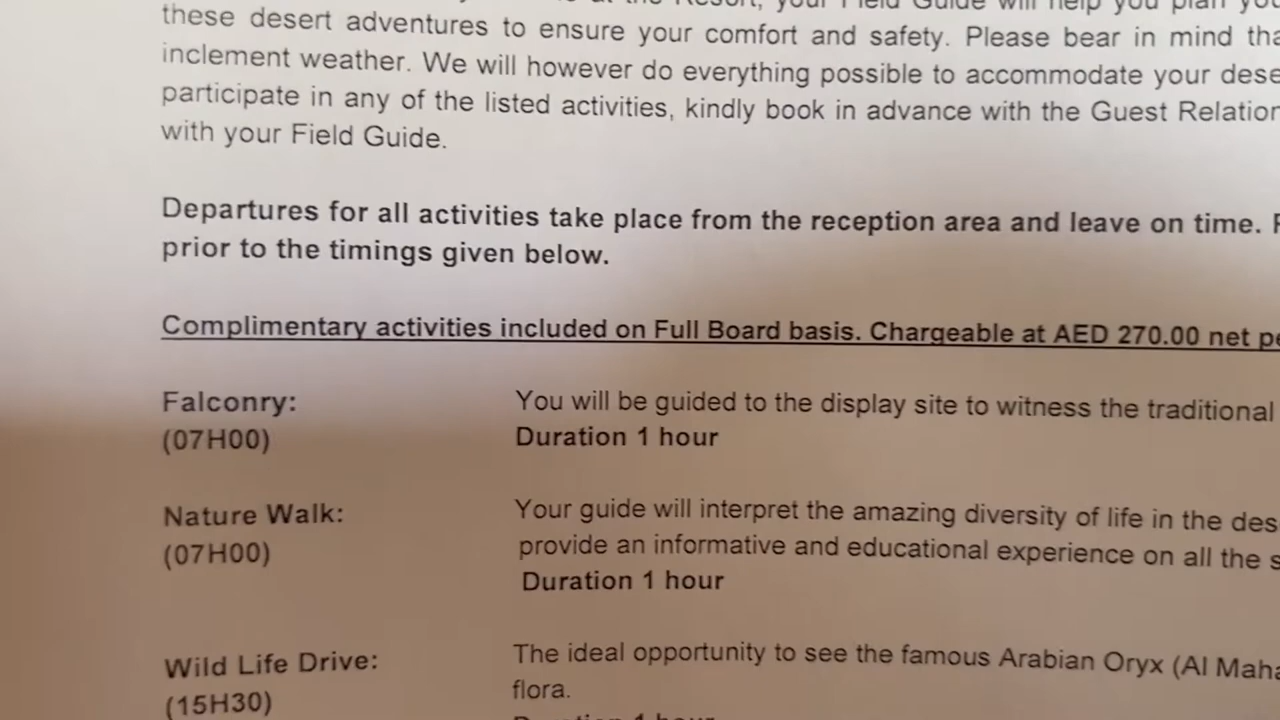 these desert adventures to ensure your comfort and safety. Please bear in mind
inclement weather. We will however do everything possible to accommodate your
participate in any of the listed activities, kindly book in advance with the Guest
with your Field Guide.
Departures for all activities take place from the reception area and leave on time.
prior to the timings given below.
Complimentary activities included on Full Board basis. Chargeable at AED 270.00 net
Falconry: You will be guided to the display site to witness the traditional
(07H00) Duration 1 hour
Nature Walk: Your guide will interpret the amazing diversity of life in the
(07H00) provide an informative and educational experience on all the
Duration 1 hour
Wild Life Drive: The ideal opportunity to see the famous Arabian Oryx (Al
(15H30) flora.